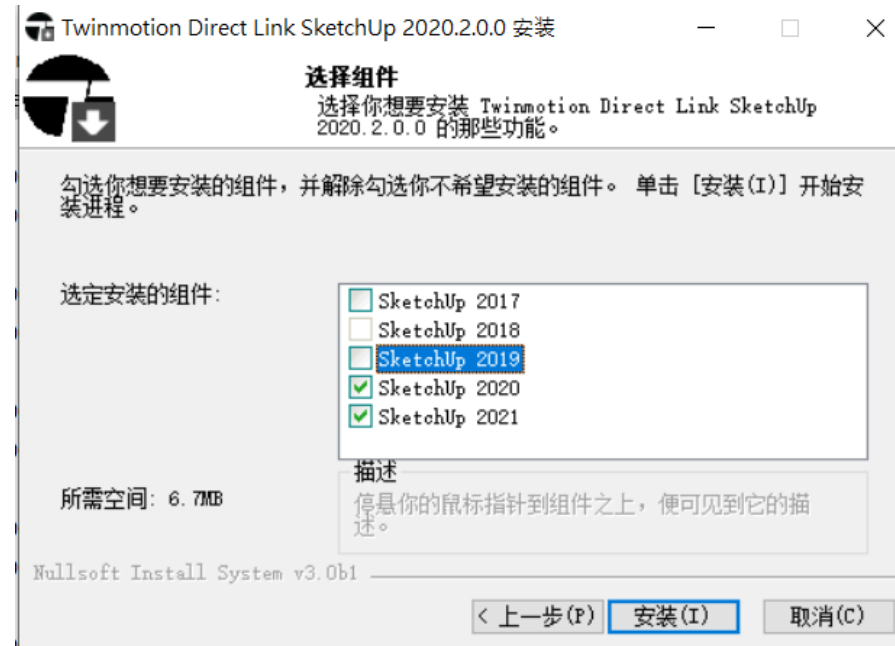 Twinmotion Direct Link SketchUp 2020.2.0.0 安装
选择组件
选择你想要安装 Twinmotion Direct Link SketchUp
2020.2.0.0 的那些功能。
勾选你想要安装的组件，并解除勾选你不希望安装的组件。 单击 [安装(I)] 开始安
装进程。
选定安装的组件:
SketchUp 2017
SketchUp 2018
SketchUp 2019
SketchUp 2020
SketchUp 2021
所需空间: 6.7MB
描述
停悬你的鼠标指针到组件之上，便可见到它的描
述。
Nullsoft Install System v3.0b1
< 上一步(P)
安装(I)
取消(C)